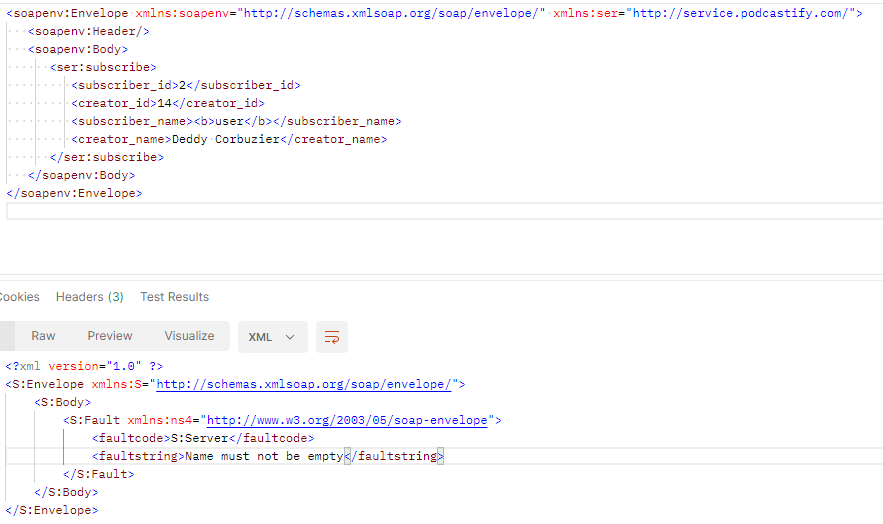 <soapenv:Envelope xmlns:soapenv="http://schemas.xmlsoap.org/soap/envelope/" xmlns:ser="http://service.podcastify.com/">
<soapenv:Header/>
<soapenv:Body>
<ser:subscribe>
<subscriber_id>2</subscriber_id>
<creator_id>14</creator_id>
<subscriber_name><b>user</b></subscriber_name>
<creator_name>Deddy Corbuzier</creator_name>
</ser:subscribe>
</soapenv:Body>
</soapenv:Envelope>
Cookies Headers (3) Test Results
Raw Preview Visualize XML
<?xml version="1.0" ?>
<S:Envelope xmlns:S="http://schemas.xmlsoap.org/soap/envelope/">
<S:Body>
<S:Fault xmlns:ns4="http://www.w3.org/2003/05/soap-envelope">
<faultcode>S:Server</faultcode>
<faultstring>Name must not be empty</faultstring>
</S:Fault>
</S:Body>
</S:Envelope>